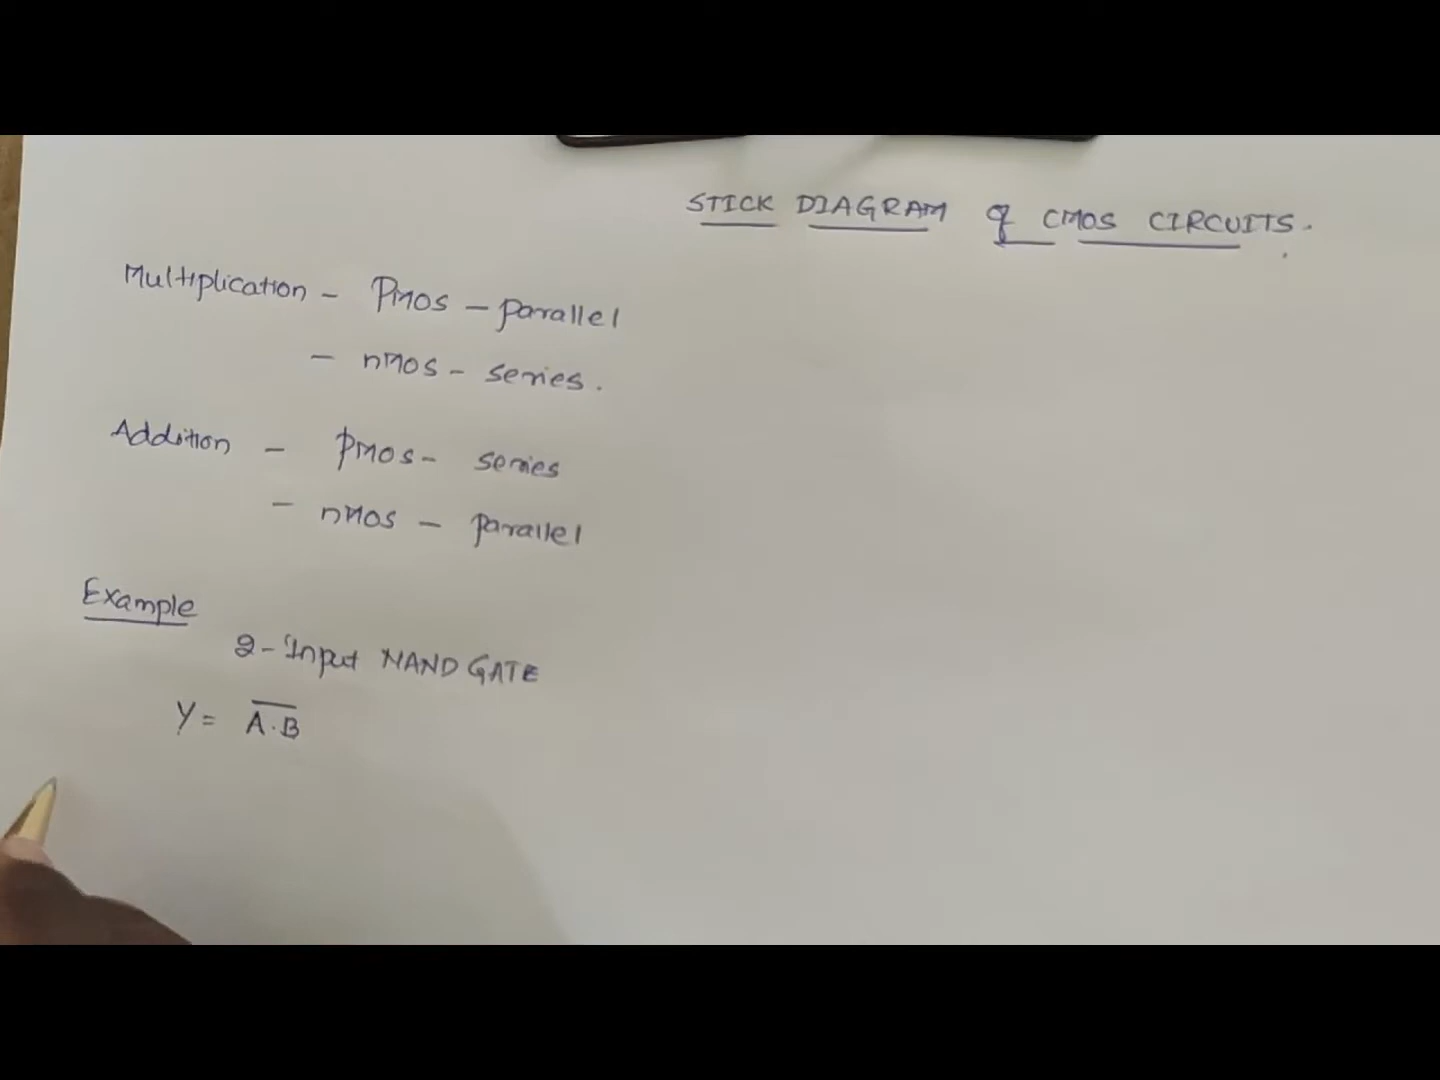 STICK DIAGRAM of CMOS CIRCUITS.
Multiplication - PMOS - parallel
- nMOS - series.
Addition - PMOS - series
- nMOS - parallel
Example
2-Input NAND GATE
Y = \overline{A.B}